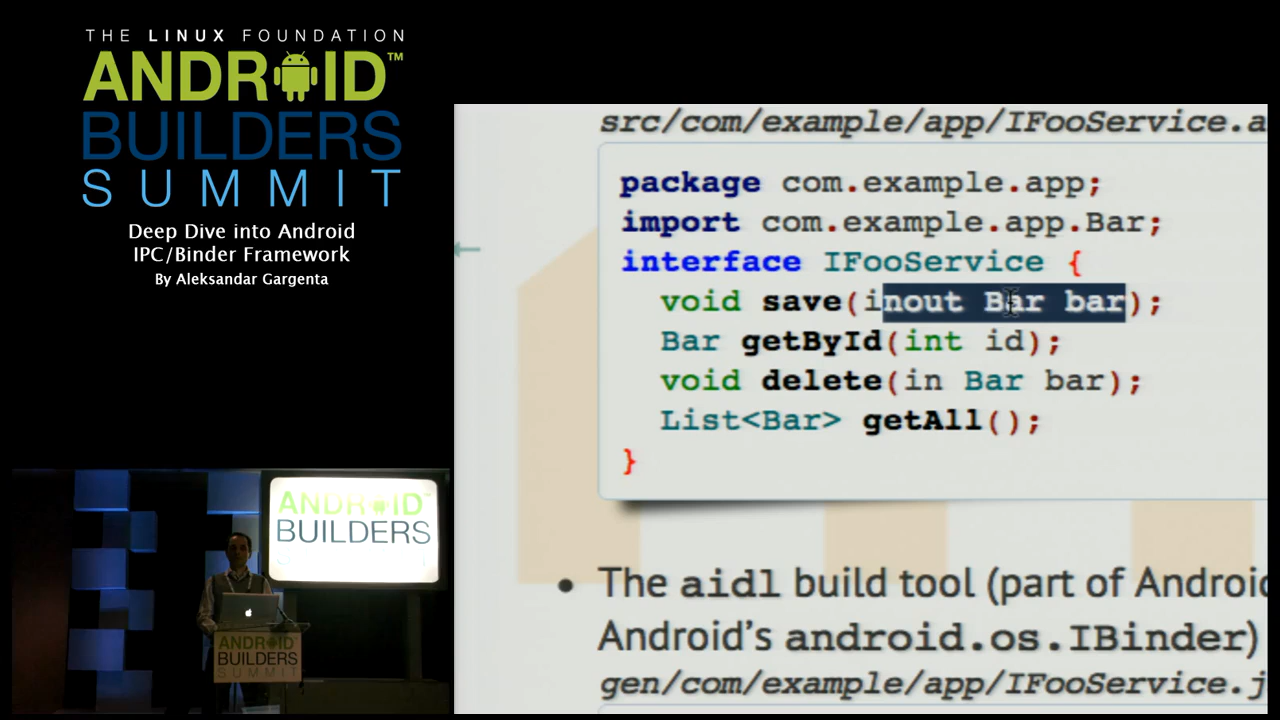 THE LINUX FOUNDATION
ANDROID™
BUILDERS
SUMMIT
Deep Dive into Android
IPC/Binder Framework
By Aleksandar Gargenta
src/com/example/app/IFooService.a
package com.example.app;
import com.example.app.Bar;
interface IFooService {
void save(inout Bar bar);
Bar getById(int id);
void delete(in Bar bar);
List<Bar> getAll();
}
• The aidl build tool (part of Android
Android's android.os.IBinder)
gen/com/example/app/IFooService.j
ANDROID™
BUILDERS
ANDROID
BUILDERS
SUMMIT